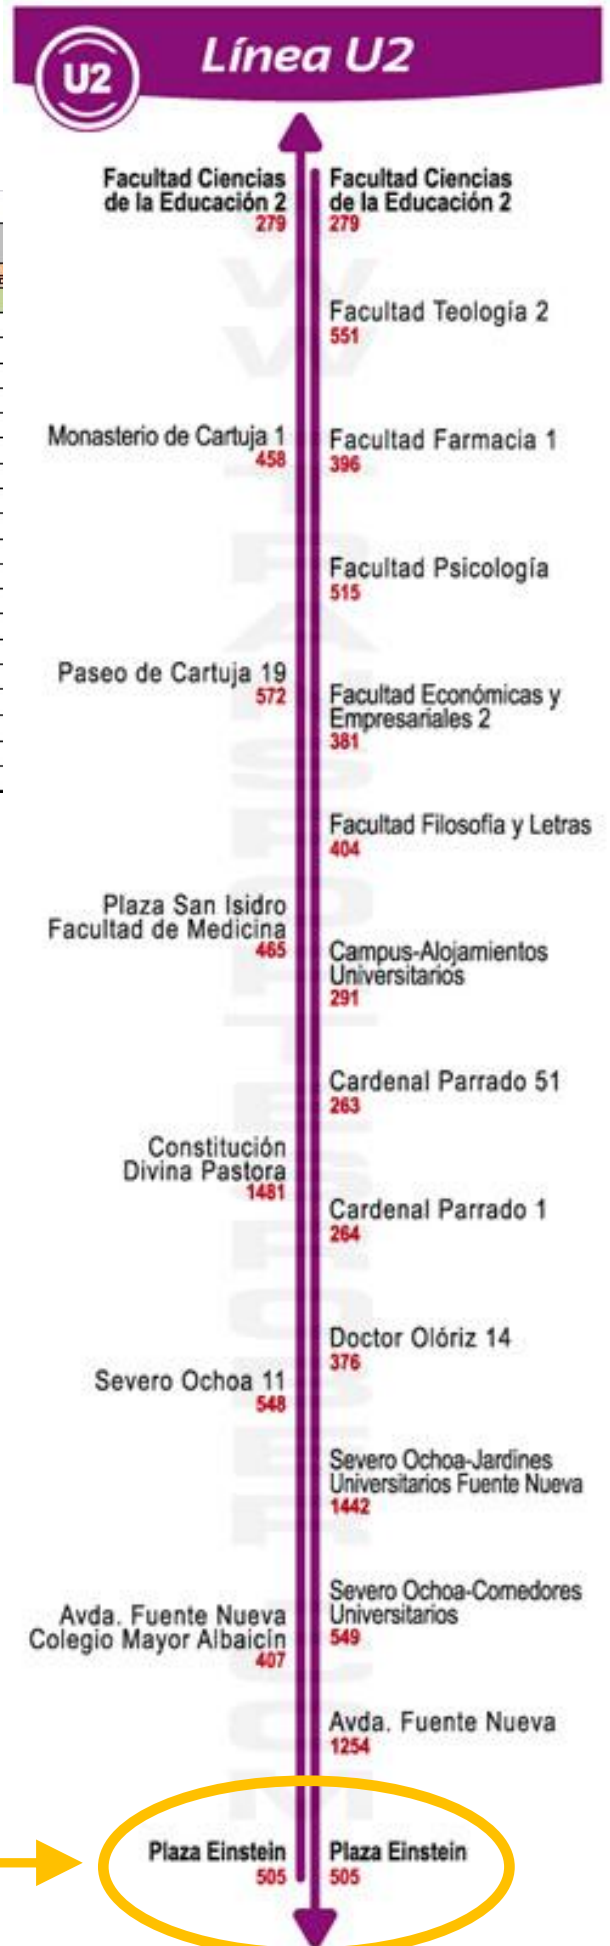 U2
Línea U2
Facultad Ciencias
de la Educación 2
279
Facultad Ciencias
de la Educación 2
279
Facultad Teología 2
551
Monasterio de Cartuja 1
458
Facultad Farmacia 1
396
Facultad Psicología
515
Paseo de Cartuja 19
572
Facultad Económicas y
Empresariales 2
381
Facultad Filosofía y Letras
404
Plaza San Isidro
Facultad de Medicina
465
Campus-Alojamientos
Universitarios
291
Cardenal Parrado 51
263
Constitución
Divina Pastora
1481
Cardenal Parrado 1
264
Doctor Olóriz 14
376
Severo Ochoa 11
548
Severo Ochoa-Jardines
Universitarios Fuente Nueva
1442
Severo Ochoa-Comedores
Universitarios
549
Avda. Fuente Nueva
Colegio Mayor Albaicín
407
Avda. Fuente Nueva
1254
Plaza Einstein
505
Plaza Einstein
505